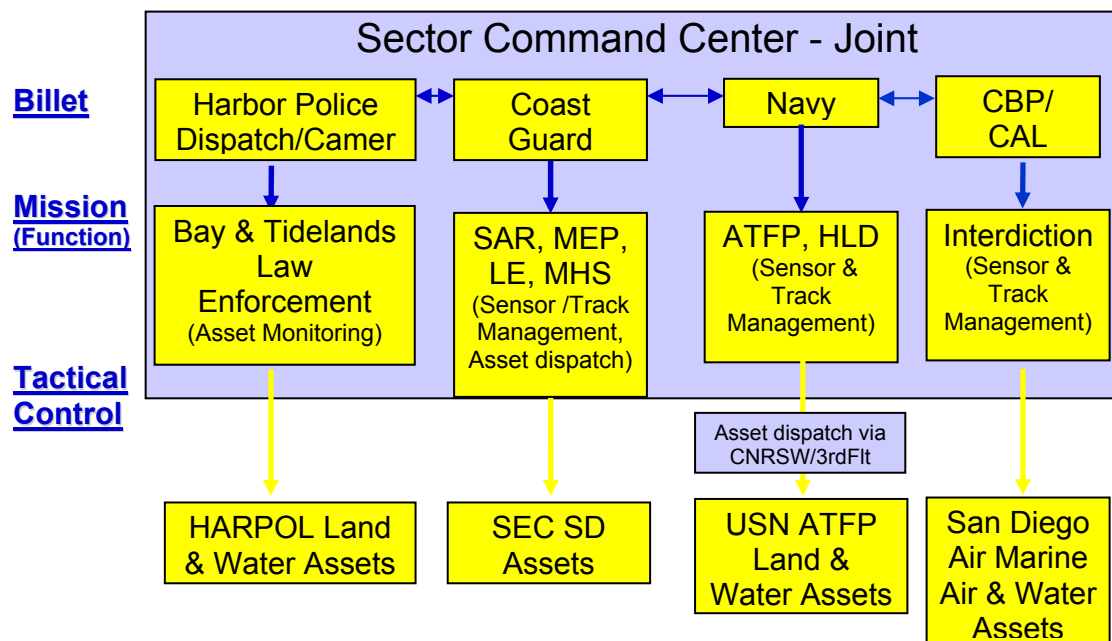 Sector Command Center - Joint
Billet
Harbor Police
Dispatch/Camer
Coast
Guard
Navy
CBP/
CAL
Mission
(Function)
Bay & Tidelands
Law
Enforcement
(Asset Monitoring)
SAR, MEP,
LE, MHS
(Sensor /Track
Management,
Asset dispatch)
ATFP, HLD
(Sensor &
Track
Management)
Interdiction
(Sensor &
Track
Management)
Tactical
Control
Asset dispatch via
CNRSW/3rdFlt
HARPOL Land
& Water Assets
SEC SD
Assets
USN ATFP
Land &
Water Assets
San Diego
Air Marine
Air & Water
Assets